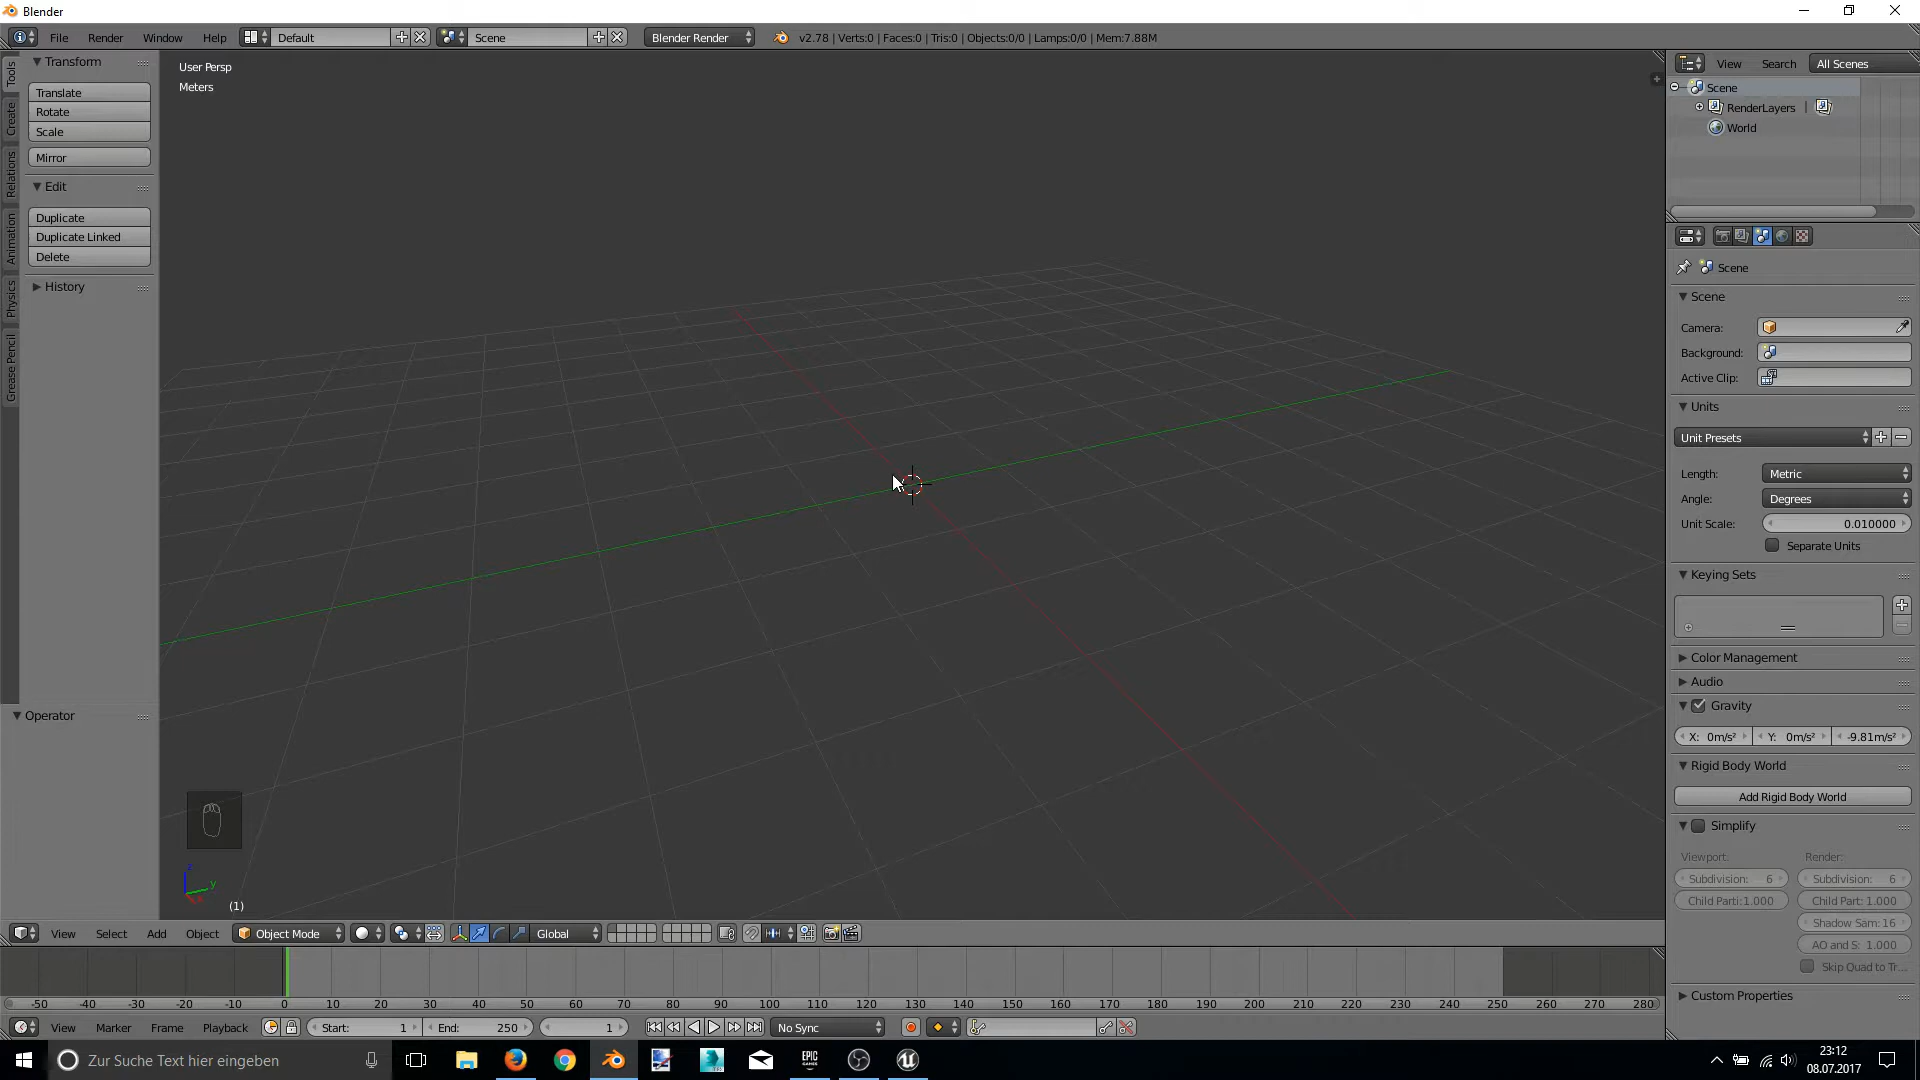 Blender
File Render Window Help Default Scene Blender Render v2.78 | Verts:0 | Faces:0 | Tris:0 | Objects:0/0 | Lamps:0/0 | Mem:7.88M
Tools
Create
Relations
Animation
Physics
Grease Pencil
Transform
Translate
Rotate
Scale
Mirror
Edit
Duplicate
Duplicate Linked
Delete
History
Operator
User Persp
Meters
z
y
(1)
View Search All Scenes
Scene
RenderLayers |
World
Scene
Scene
Camera:
Background:
Active Clip:
Units
Unit Presets
Length: Metric
Angle: Degrees
Unit Scale: 0.010000
Separate Units
Keying Sets
Color Management
Audio
Gravity
X: 0m/s² Y: 0m/s² -9.81m/s²
Rigid Body World
Add Rigid Body World
Simplify
Viewport: Render:
Subdivision: 6 Subdivision: 6
Child Parti:1.000 Child Part: 1.000
Shadow Sam: 16
AO and S: 1.000
Skip Quad to Tr...
Custom Properties
View Select Add Object Object Mode Global
-50 -40 -30 -20 -10 0 10 20 30 40 50 60 70 80 90 100 110 120 130 140 150 160 170 180 190 200 210 220 230 240 250 260 270 280
View Marker Frame Playback Start: 1 End: 250 1 No Sync
Zur Suche Text hier eingeben
EPIC
GAMES
23:12
08.07.2017